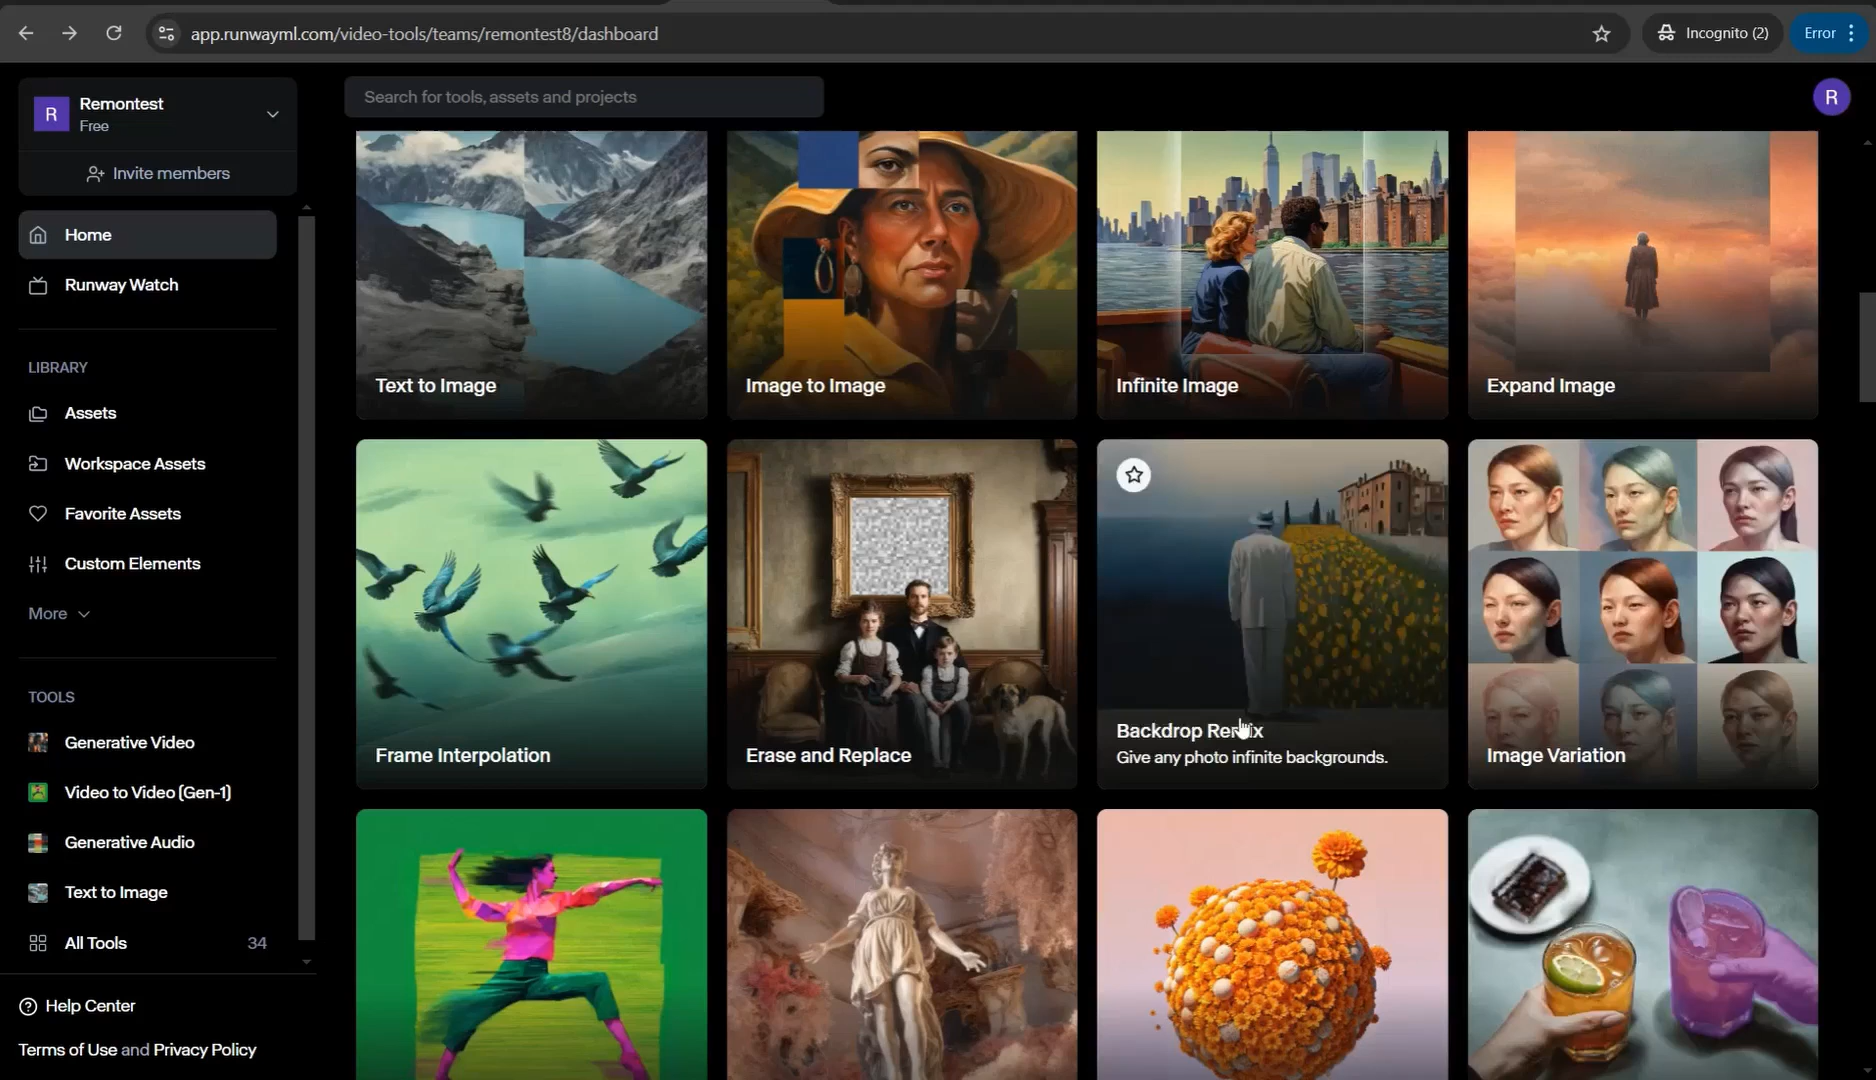 app.runwayml.com/video-tools/teams/remontest8/dashboard
Incognito (2)
Error
R
Remontest
Free
Invite members
Search for tools, assets and projects
R
Home
Runway Watch
LIBRARY
Assets
Workspace Assets
Favorite Assets
Custom Elements
More
TOOLS
Generative Video
Video to Video (Gen-1)
Generative Audio
Text to Image
All Tools 34
Help Center
Terms of Use and Privacy Policy
Text to Image
Image to Image
Infinite Image
Expand Image
Frame Interpolation
Erase and Replace
Backdrop Remix
Give any photo infinite backgrounds.
Image Variation